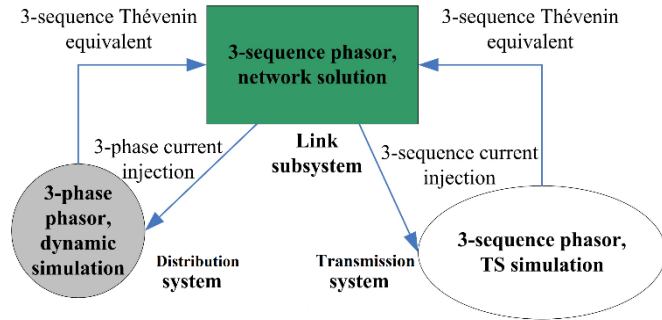 3-sequence Thévenin
equivalent
3-sequence phasor,
network solution
3-sequence Thévenin
equivalent
3-phase current
injection
Link
subsystem
3-sequence current
injection
3-phase
phasor,
dynamic
simulation
Distribution
system
Transmission
system
3-sequence phasor,
TS simulation